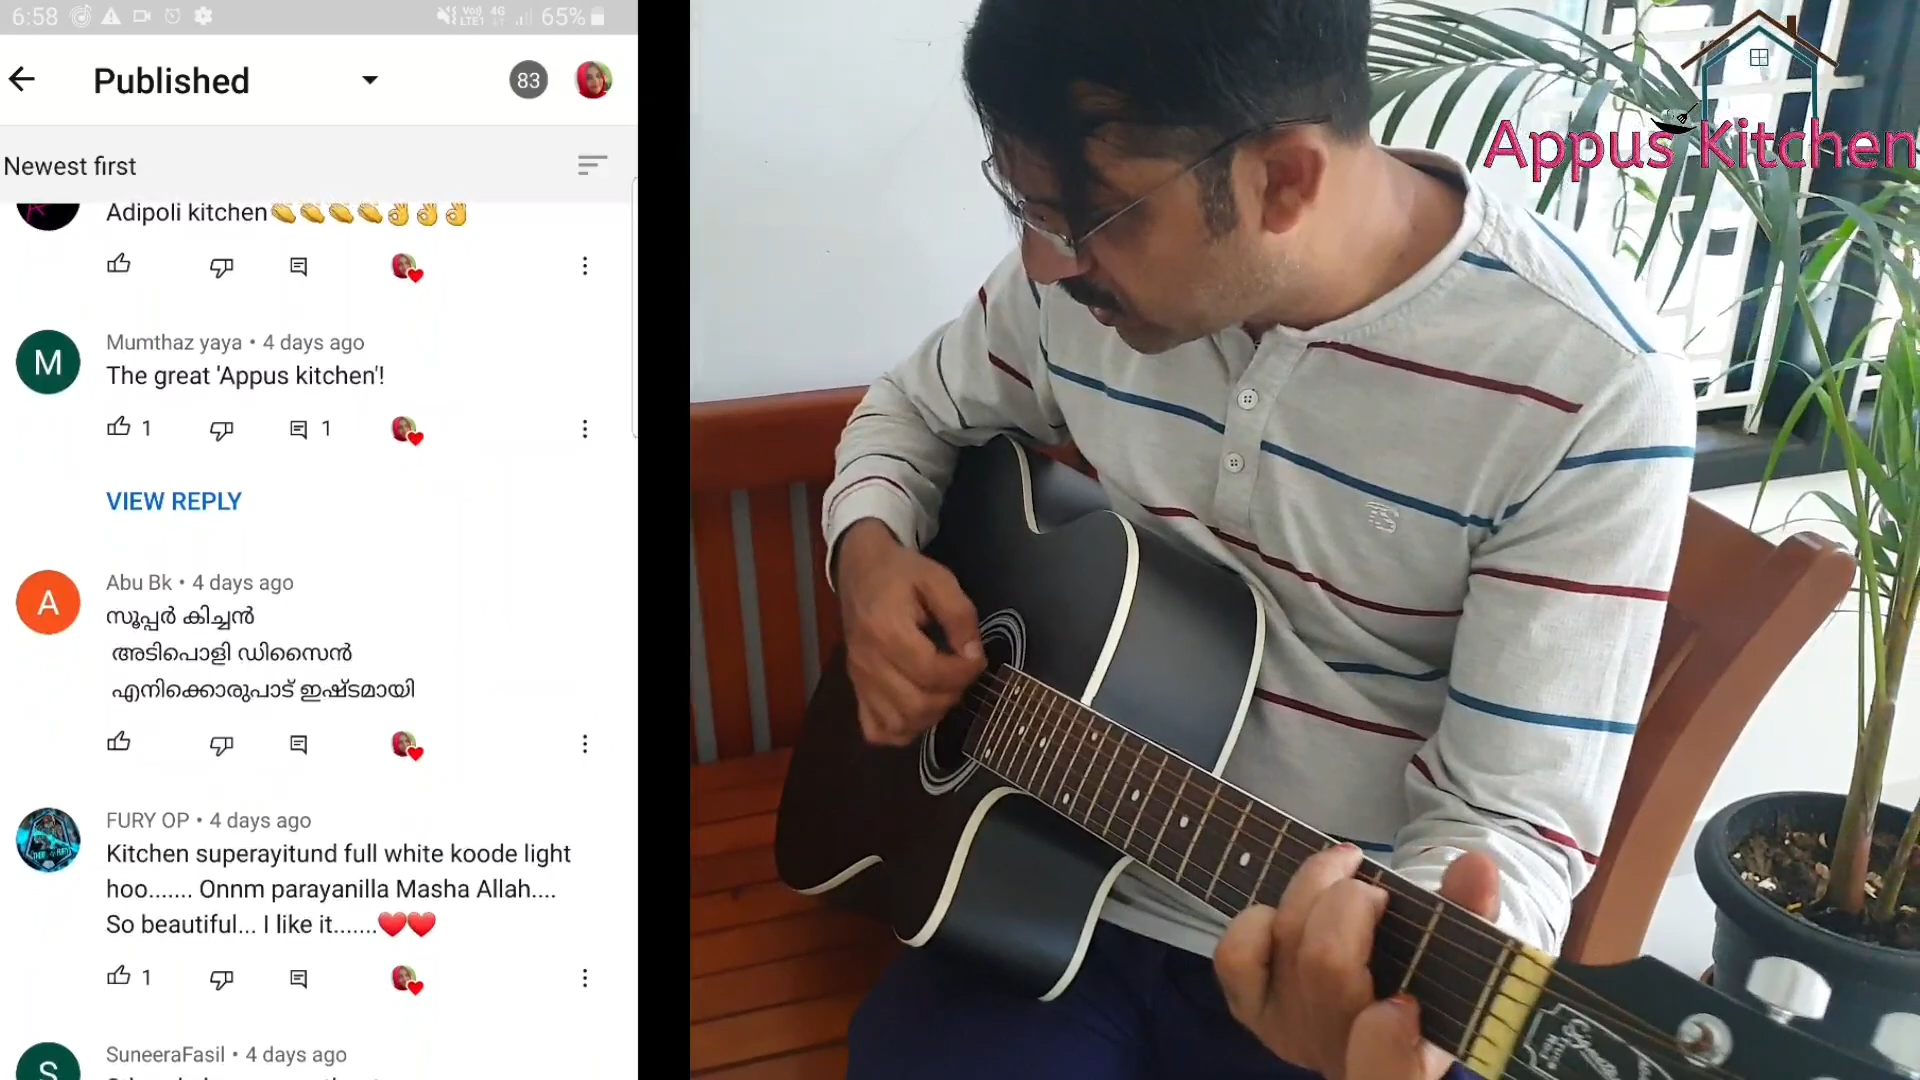 6:58
Voj) 4G
LTE1
65%
Published
83
Newest first
Adipoli kitchen👏👏👏👏👌👌👌
Mumthaz yaya • 4 days ago
The great 'Appus kitchen'!
1
1
VIEW REPLY
A
Abu Bk • 4 days ago
സൂപ്പർ കിച്ചൻ
അടിപൊളി ഡിസൈൻ
എനിക്കൊരുപാട് ഇഷ്ടമായി
M
FURY OP • 4 days ago
Kitchen superayitund full white koode light
hoo....... Onnm parayanilla Masha Allah....
So beautiful... I like it.......❤️❤️
1
S
SuneeraFasil • 4 days ago
Appus Kitchen